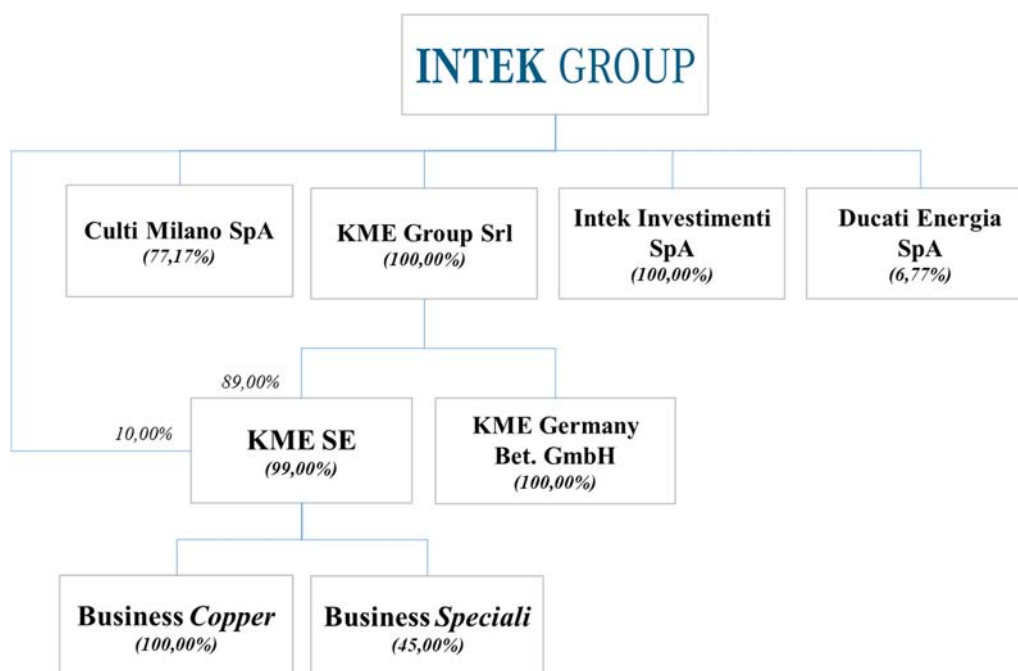 INTEK GROUP
Culti Milano SpA
(77,17%)
KME Group Srl
(100,00%)
Intek Investimenti
SpA
(100,00%)
Ducati Energia
SpA
(6,77%)
89,00%
10,00%
KME SE
(99,00%)
KME Germany
Bet. GmbH
(100,00%)
Business Copper
(100,00%)
Business Speciali
(45,00%)